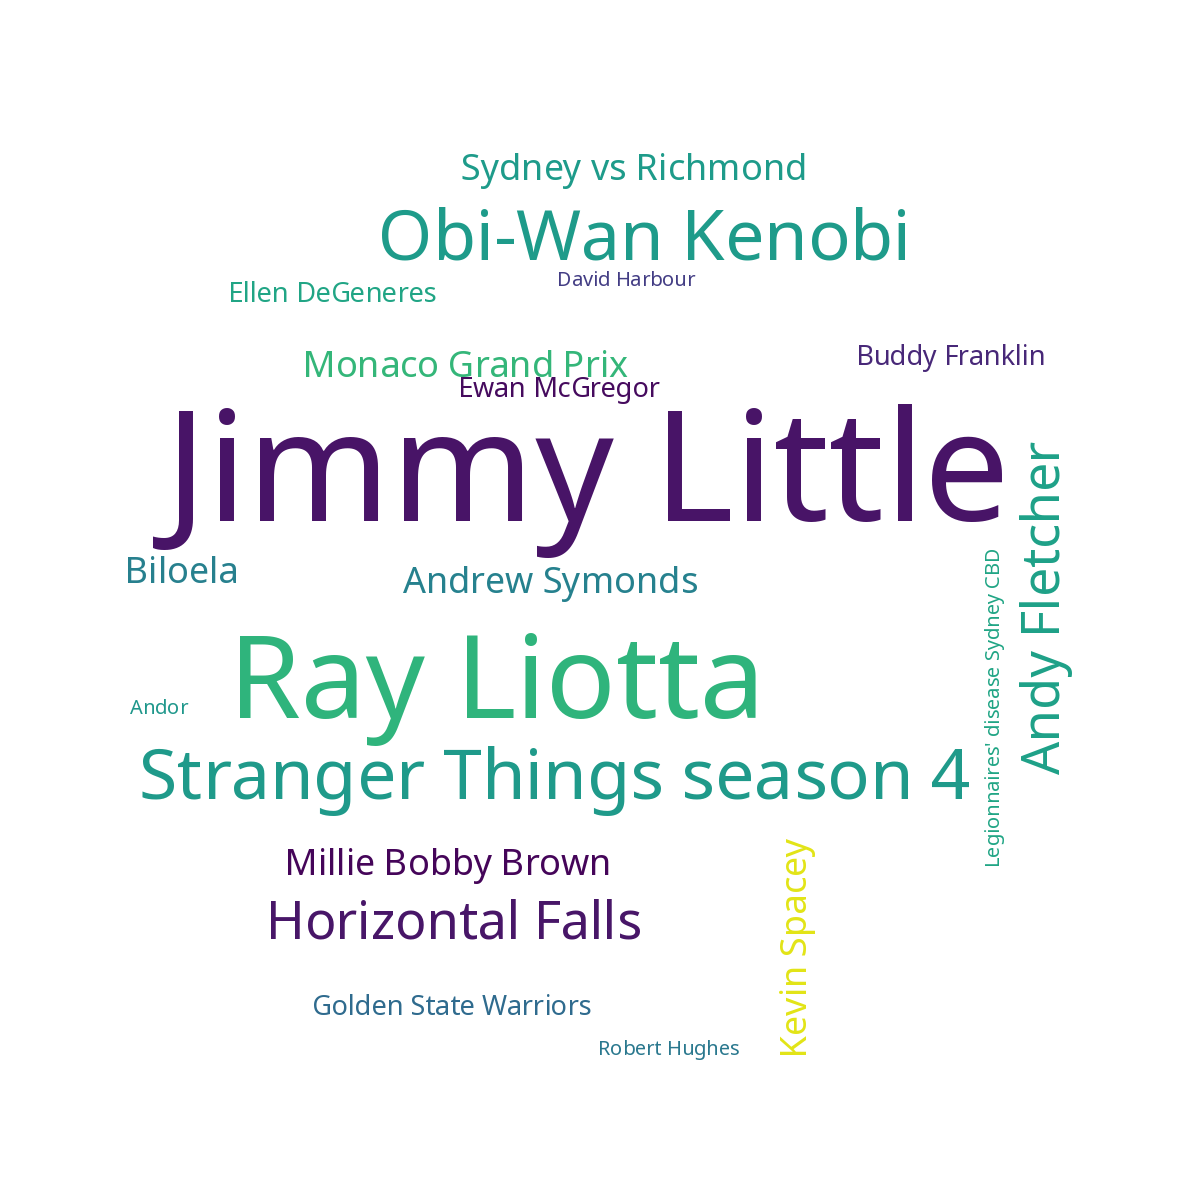 Sydney vs Richmond
Obi-Wan Kenobi
David Harbour
Ellen DeGeneres
Monaco Grand Prix
Buddy Franklin
Ewan McGregor
Jimmy Little
Andy Fletcher
Legionnaires' disease Sydney CBD
Biloela
Andrew Symonds
Ray Liotta
Andor
Stranger Things season 4
Millie Bobby Brown
Horizontal Falls
Kevin Spacey
Golden State Warriors
Robert Hughes